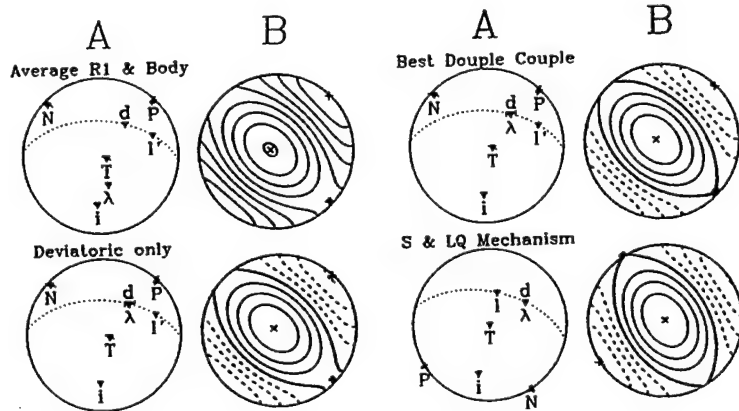 A B A B
Average R1 & Body
N d P I' T λ i
Best Douple Couple
N d P λ I' T i
Deviatoric only
N d P λ I' T i
S & LQ Mechanism
i d λ T P i N